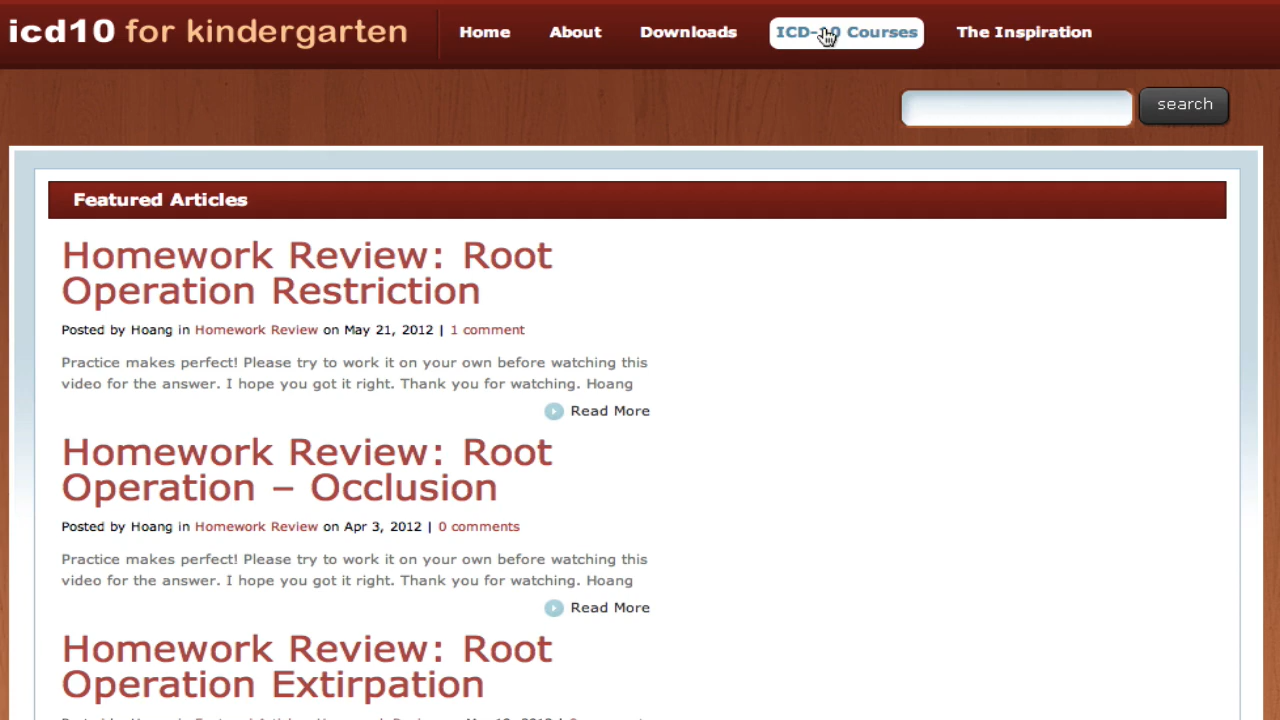 icd10 for kindergarten
Home About Downloads ICD-10 Courses The Inspiration
search
Featured Articles
Homework Review: Root
Operation Restriction
Posted by Hoang in Homework Review on May 21, 2012 | 1 comment
Practice makes perfect! Please try to work it on your own before watching this
video for the answer. I hope you got it right. Thank you for watching. Hoang
Read More
Homework Review: Root
Operation – Occlusion
Posted by Hoang in Homework Review on Apr 3, 2012 | 0 comments
Practice makes perfect! Please try to work it on your own before watching this
video for the answer. I hope you got it right. Thank you for watching. Hoang
Read More
Homework Review: Root
Operation Extirpation